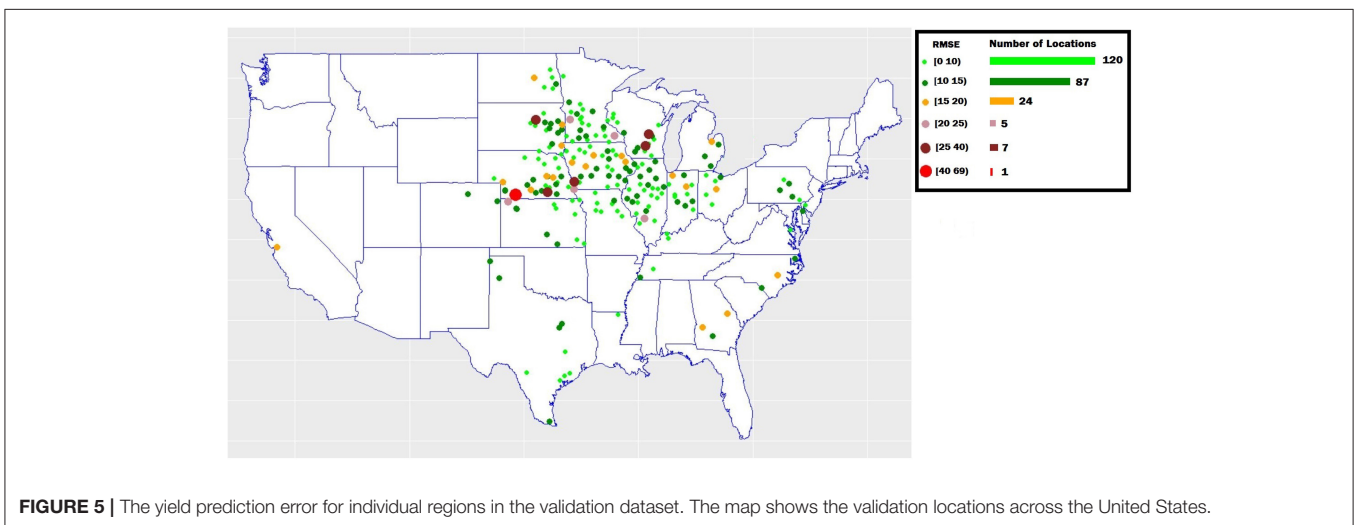 RMSE Number of Locations
[0 10) 120
[10 15) 87
[15 20) 24
[20 25) 5
[25 40) 7
[40 69) 1
FIGURE 5 | The yield prediction error for individual regions in the validation dataset. The map shows the validation locations across the United States.